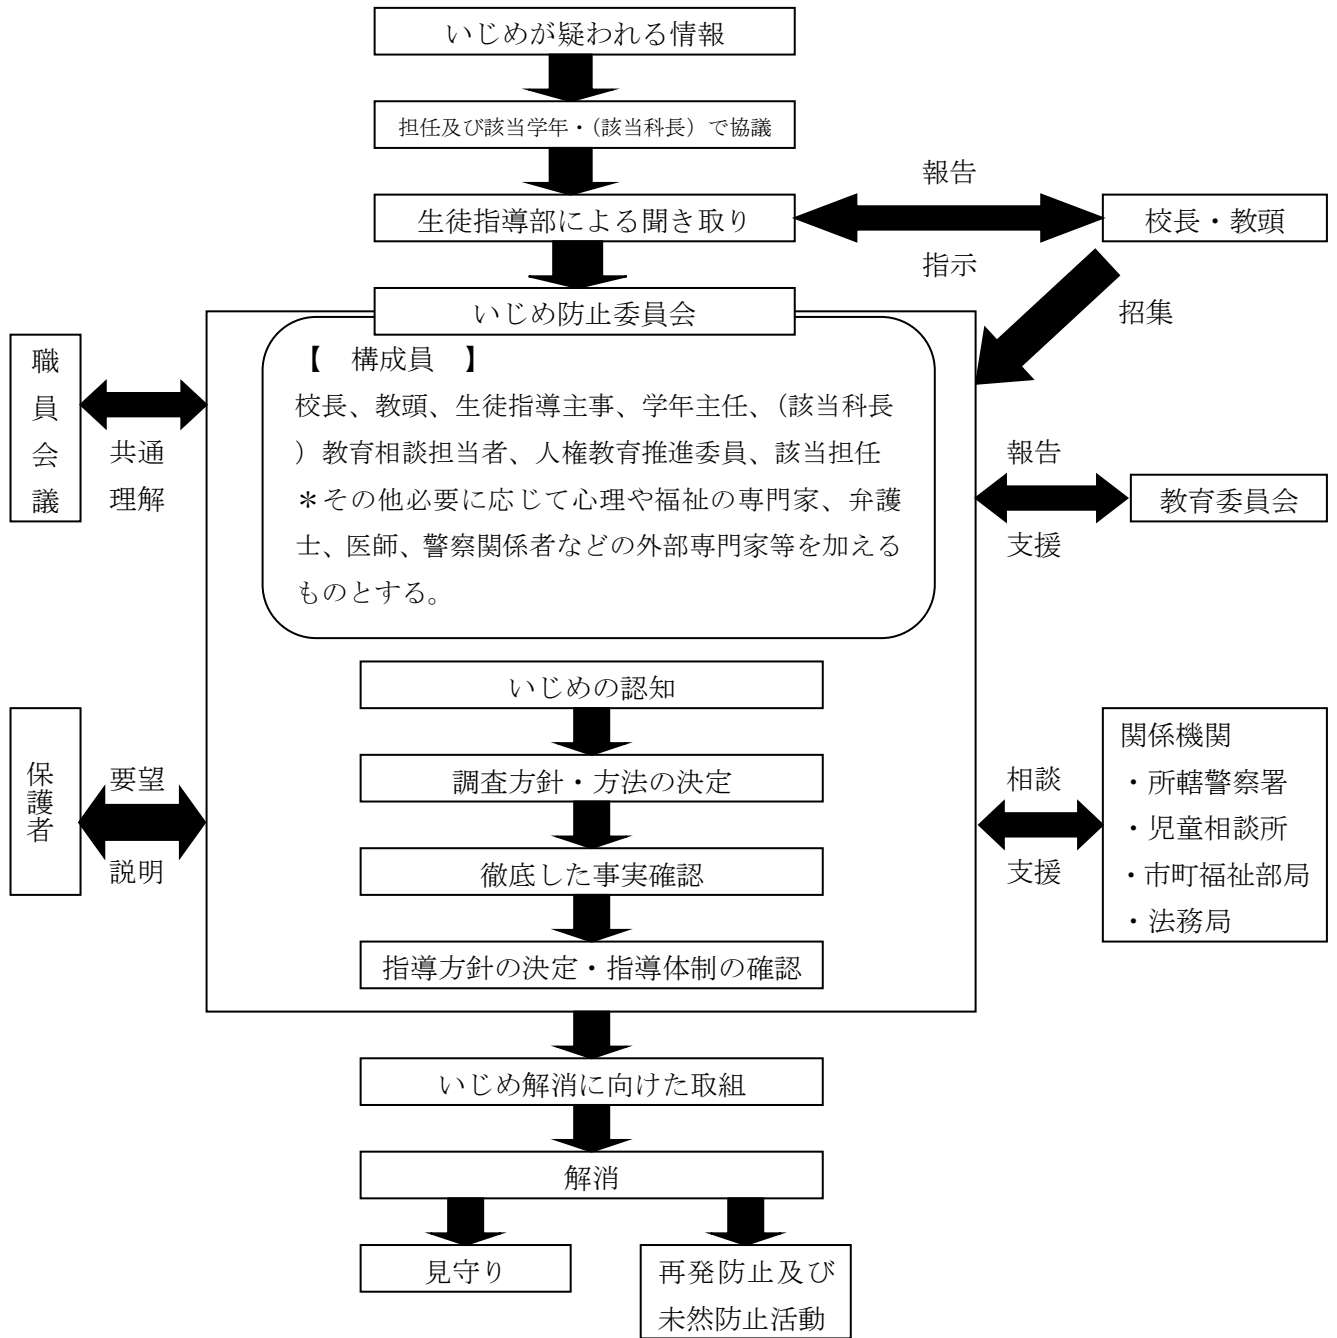 いじめが疑われる情報
担任及び該当学年・(該当科長)で協議
生徒指導部による聞き取り
報告
指示
校長・教頭
招集
いじめ防止委員会
【　構成員　】
校長、教頭、生徒指導主事、学年主任、(該当科長
）教育相談担当者、人権教育推進委員、該当担任
＊その他必要に応じて心理や福祉の専門家、弁護
士、医師、警察関係者などの外部専門家等を加える
ものとする。
職員会議
共通
理解
報告
支援
教育委員会
いじめの認知
調査方針・方法の決定
徹底した事実確認
指導方針の決定・指導体制の確認
保護者
要望
説明
相談
支援
関係機関
・所轄警察署
・児童相談所
・市町福祉部局
・法務局
いじめ解消に向けた取組
解消
見守り
再発防止及び
未然防止活動